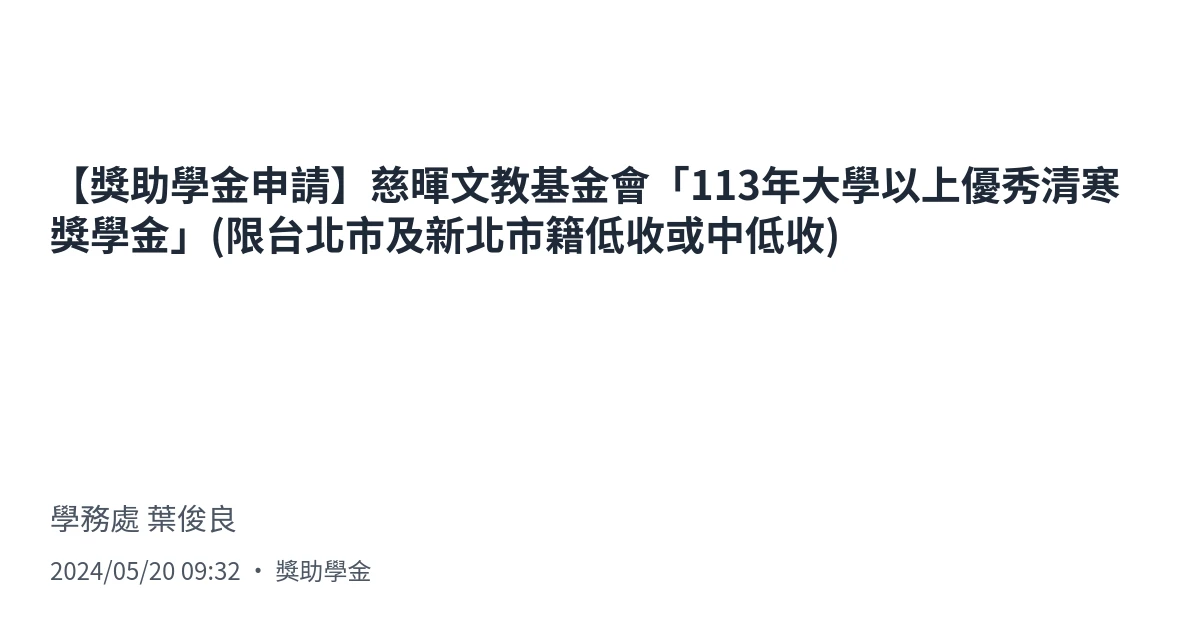 【獎助學金申請】慈暉文教基金會「113年大學以上優秀清寒
獎學金」(限台北市及新北市籍低收或中低收)
學務處 葉俊良
2024/05/20 09:32 • 獎助學金